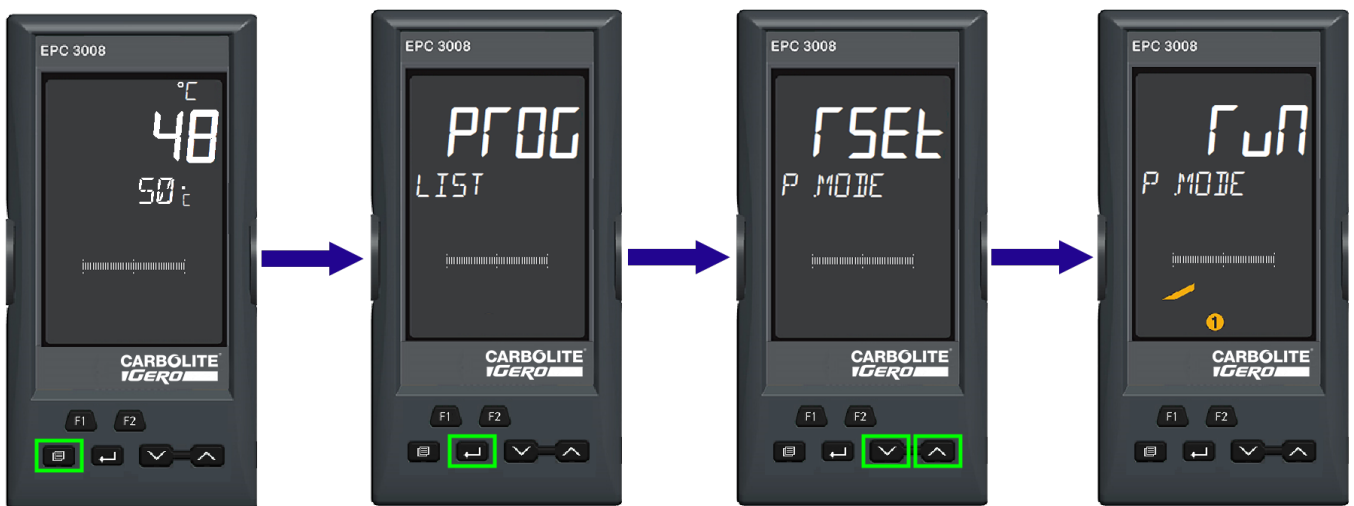 EPC 3008
°C
48
50 °C
CARBOLITE
GERO
F1 F2
EPC 3008
PrOG
LIST
CARBOLITE
GERO
F1 F2
EPC 3008
rSEt
P.MODE
CARBOLITE
GERO
F1 F2
EPC 3008
run
P.MODE
1
CARBOLITE
GERO
F1 F2